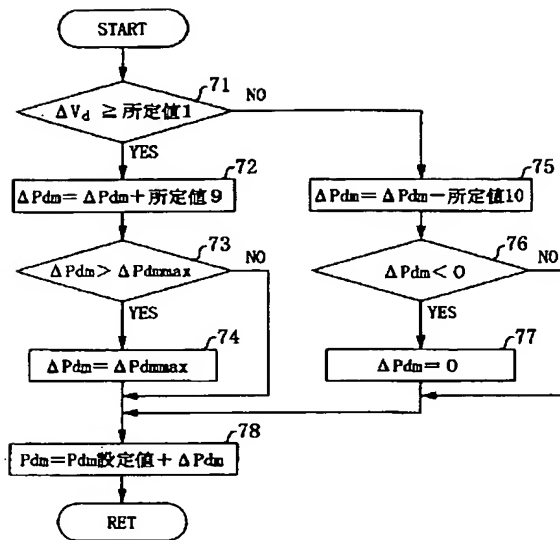 START
71
ΔVd ≧ 所定値1
NO
YES
72
ΔPdm=ΔPdm+所定値9
75
ΔPdm=ΔPdm−所定値10
73
ΔPdm>ΔPdmmax
NO
YES
76
ΔPdm<0
NO
YES
74
ΔPdm=ΔPdmmax
77
ΔPdm=0
78
Pdm=Pdm設定値+ΔPdm
RET